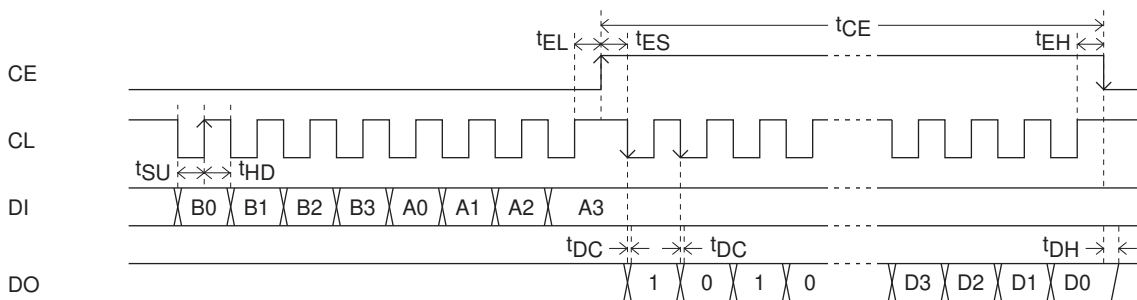 tCE
tEL tES tEH
CE
CL
tSU tHD
DI B0 B1 B2 B3 A0 A1 A2 A3
tDC tDC tDH
DO 1 0 1 0 D3 D2 D1 D0